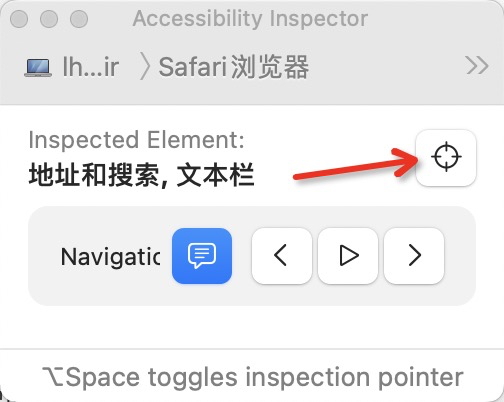 Accessibility Inspector
lh...ir 〉Safari浏览器
Inspected Element:
地址和搜索, 文本栏
Navigatic
⌥Space toggles inspection pointer